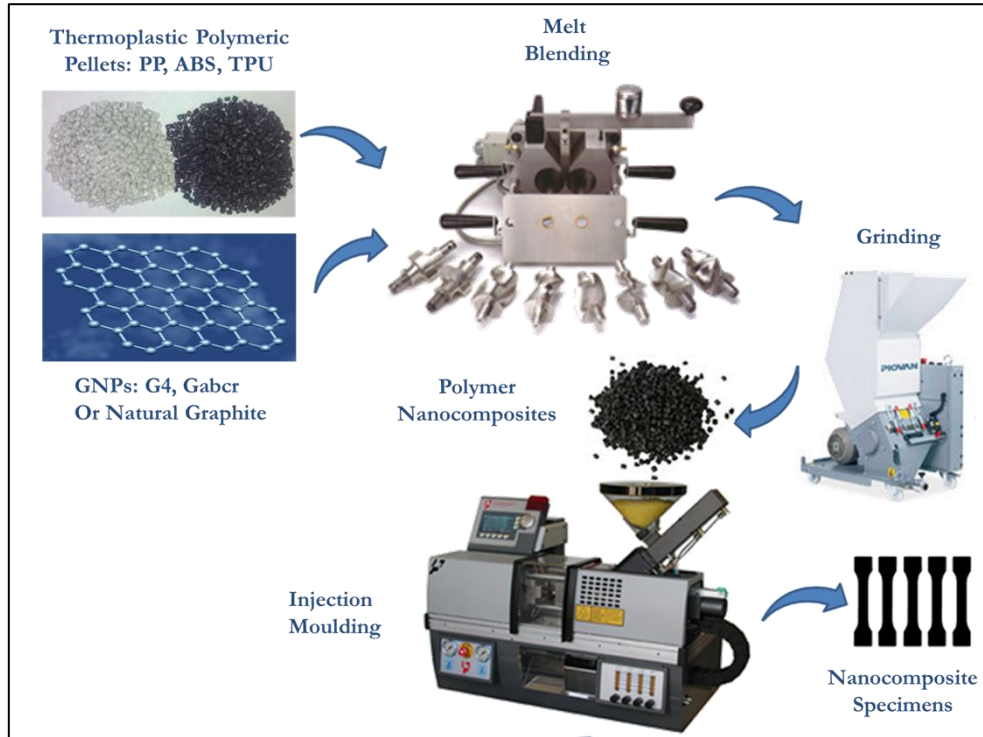 Thermoplastic Polymeric
Pellets: PP, ABS, TPU
Melt
Blending
Grinding
PIOVAN
GNPs: G4, Gabcr
Or Natural Graphite
Polymer
Nanocomposites
Injection
Moulding
Nanocomposite
Specimens